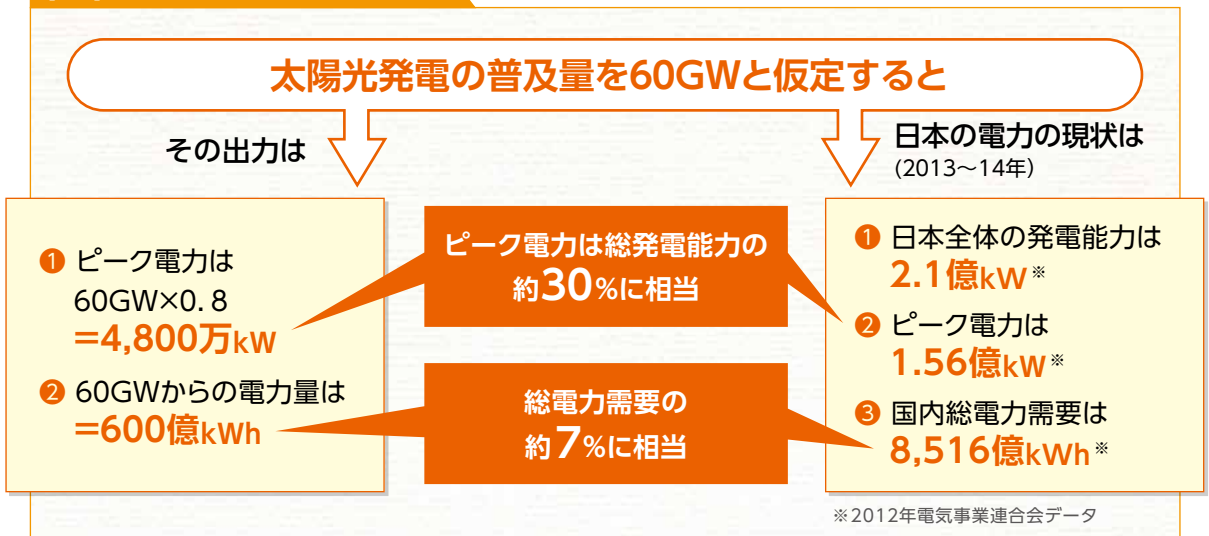 太陽光発電の普及量を60GWと仮定すると
その出力は
日本の電力の現状は
(2013〜14年)
❶ ピーク電力は
60GW×0.8
=4,800万kW
❷ 60GWからの電力量は
=600億kWh
ピーク電力は総発電能力の
約30%に相当
総電力需要の
約7%に相当
❶ 日本全体の発電能力は
2.1億kW※
❷ ピーク電力は
1.56億kW※
❸ 国内総電力需要は
8,516億kWh※
※2012年電気事業連合会データ